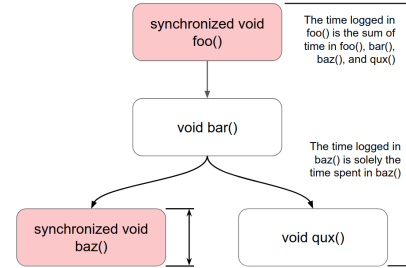 synchronized void
foo()
The time logged in
foo() is the sum of
time in foo(), bar(),
baz(), and qux()
void bar()
The time logged in
baz() is solely the
time spent in baz()
synchronized void
baz()
void qux()